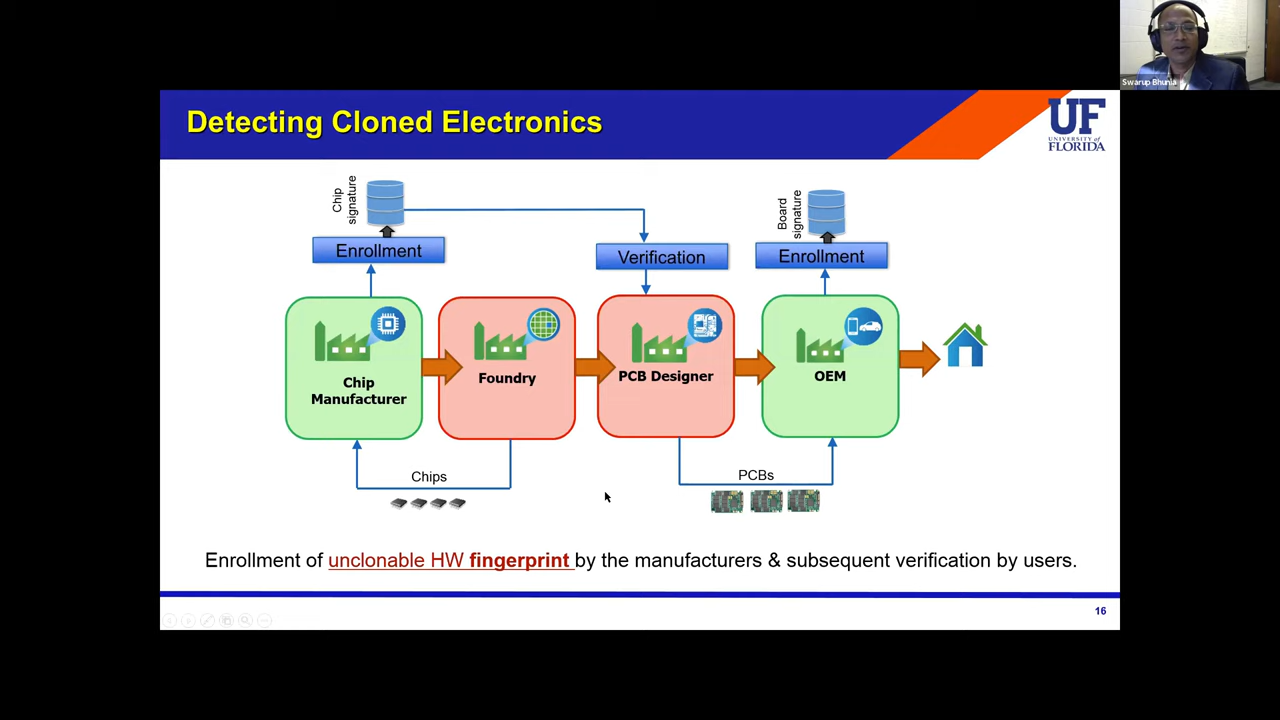 Swarup Bhunia
Detecting Cloned Electronics
UF
UNIVERSITY of
FLORIDA
Chip
signature
Board
signature
Enrollment
Verification
Enrollment
Chip
Manufacturer
Foundry
PCB Designer
OEM
Chips
PCBs
Enrollment of unclonable HW fingerprint by the manufacturers & subsequent verification by users.
16